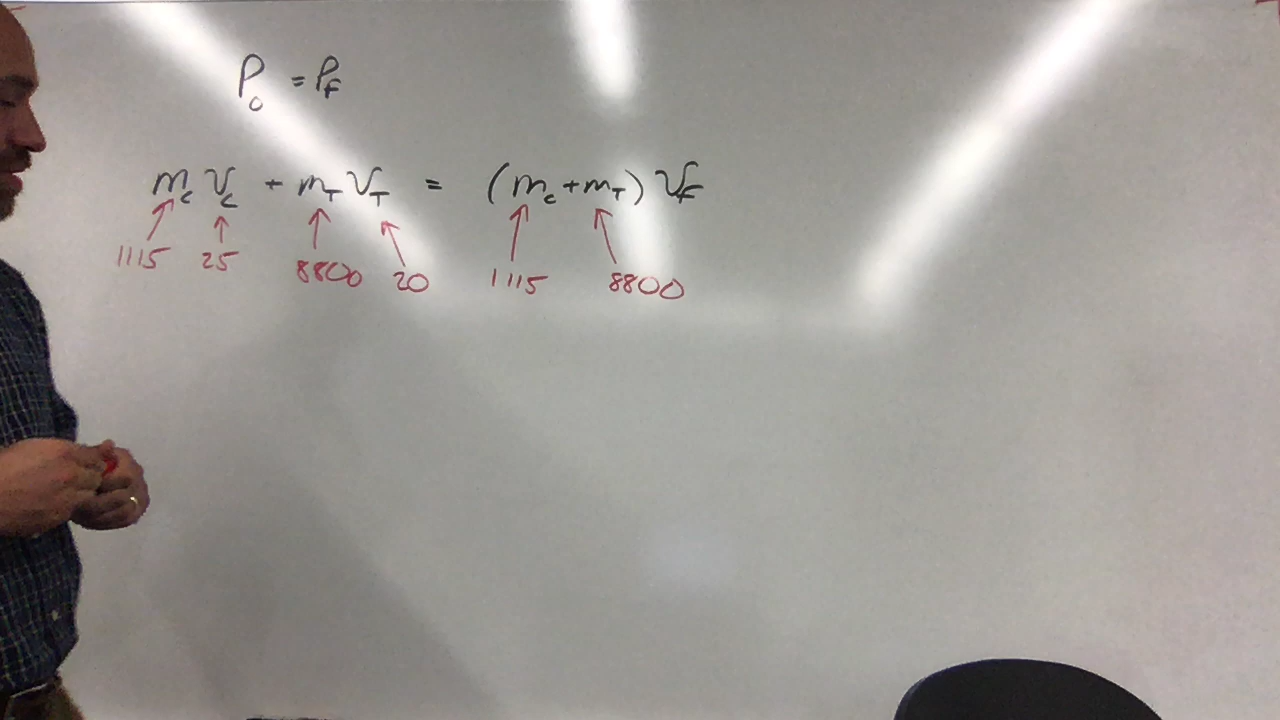 P₀ = P_F
m_c v_c + m_T v_T = (m_c + m_T) v_F
1115 25 8800 20 1115 8800